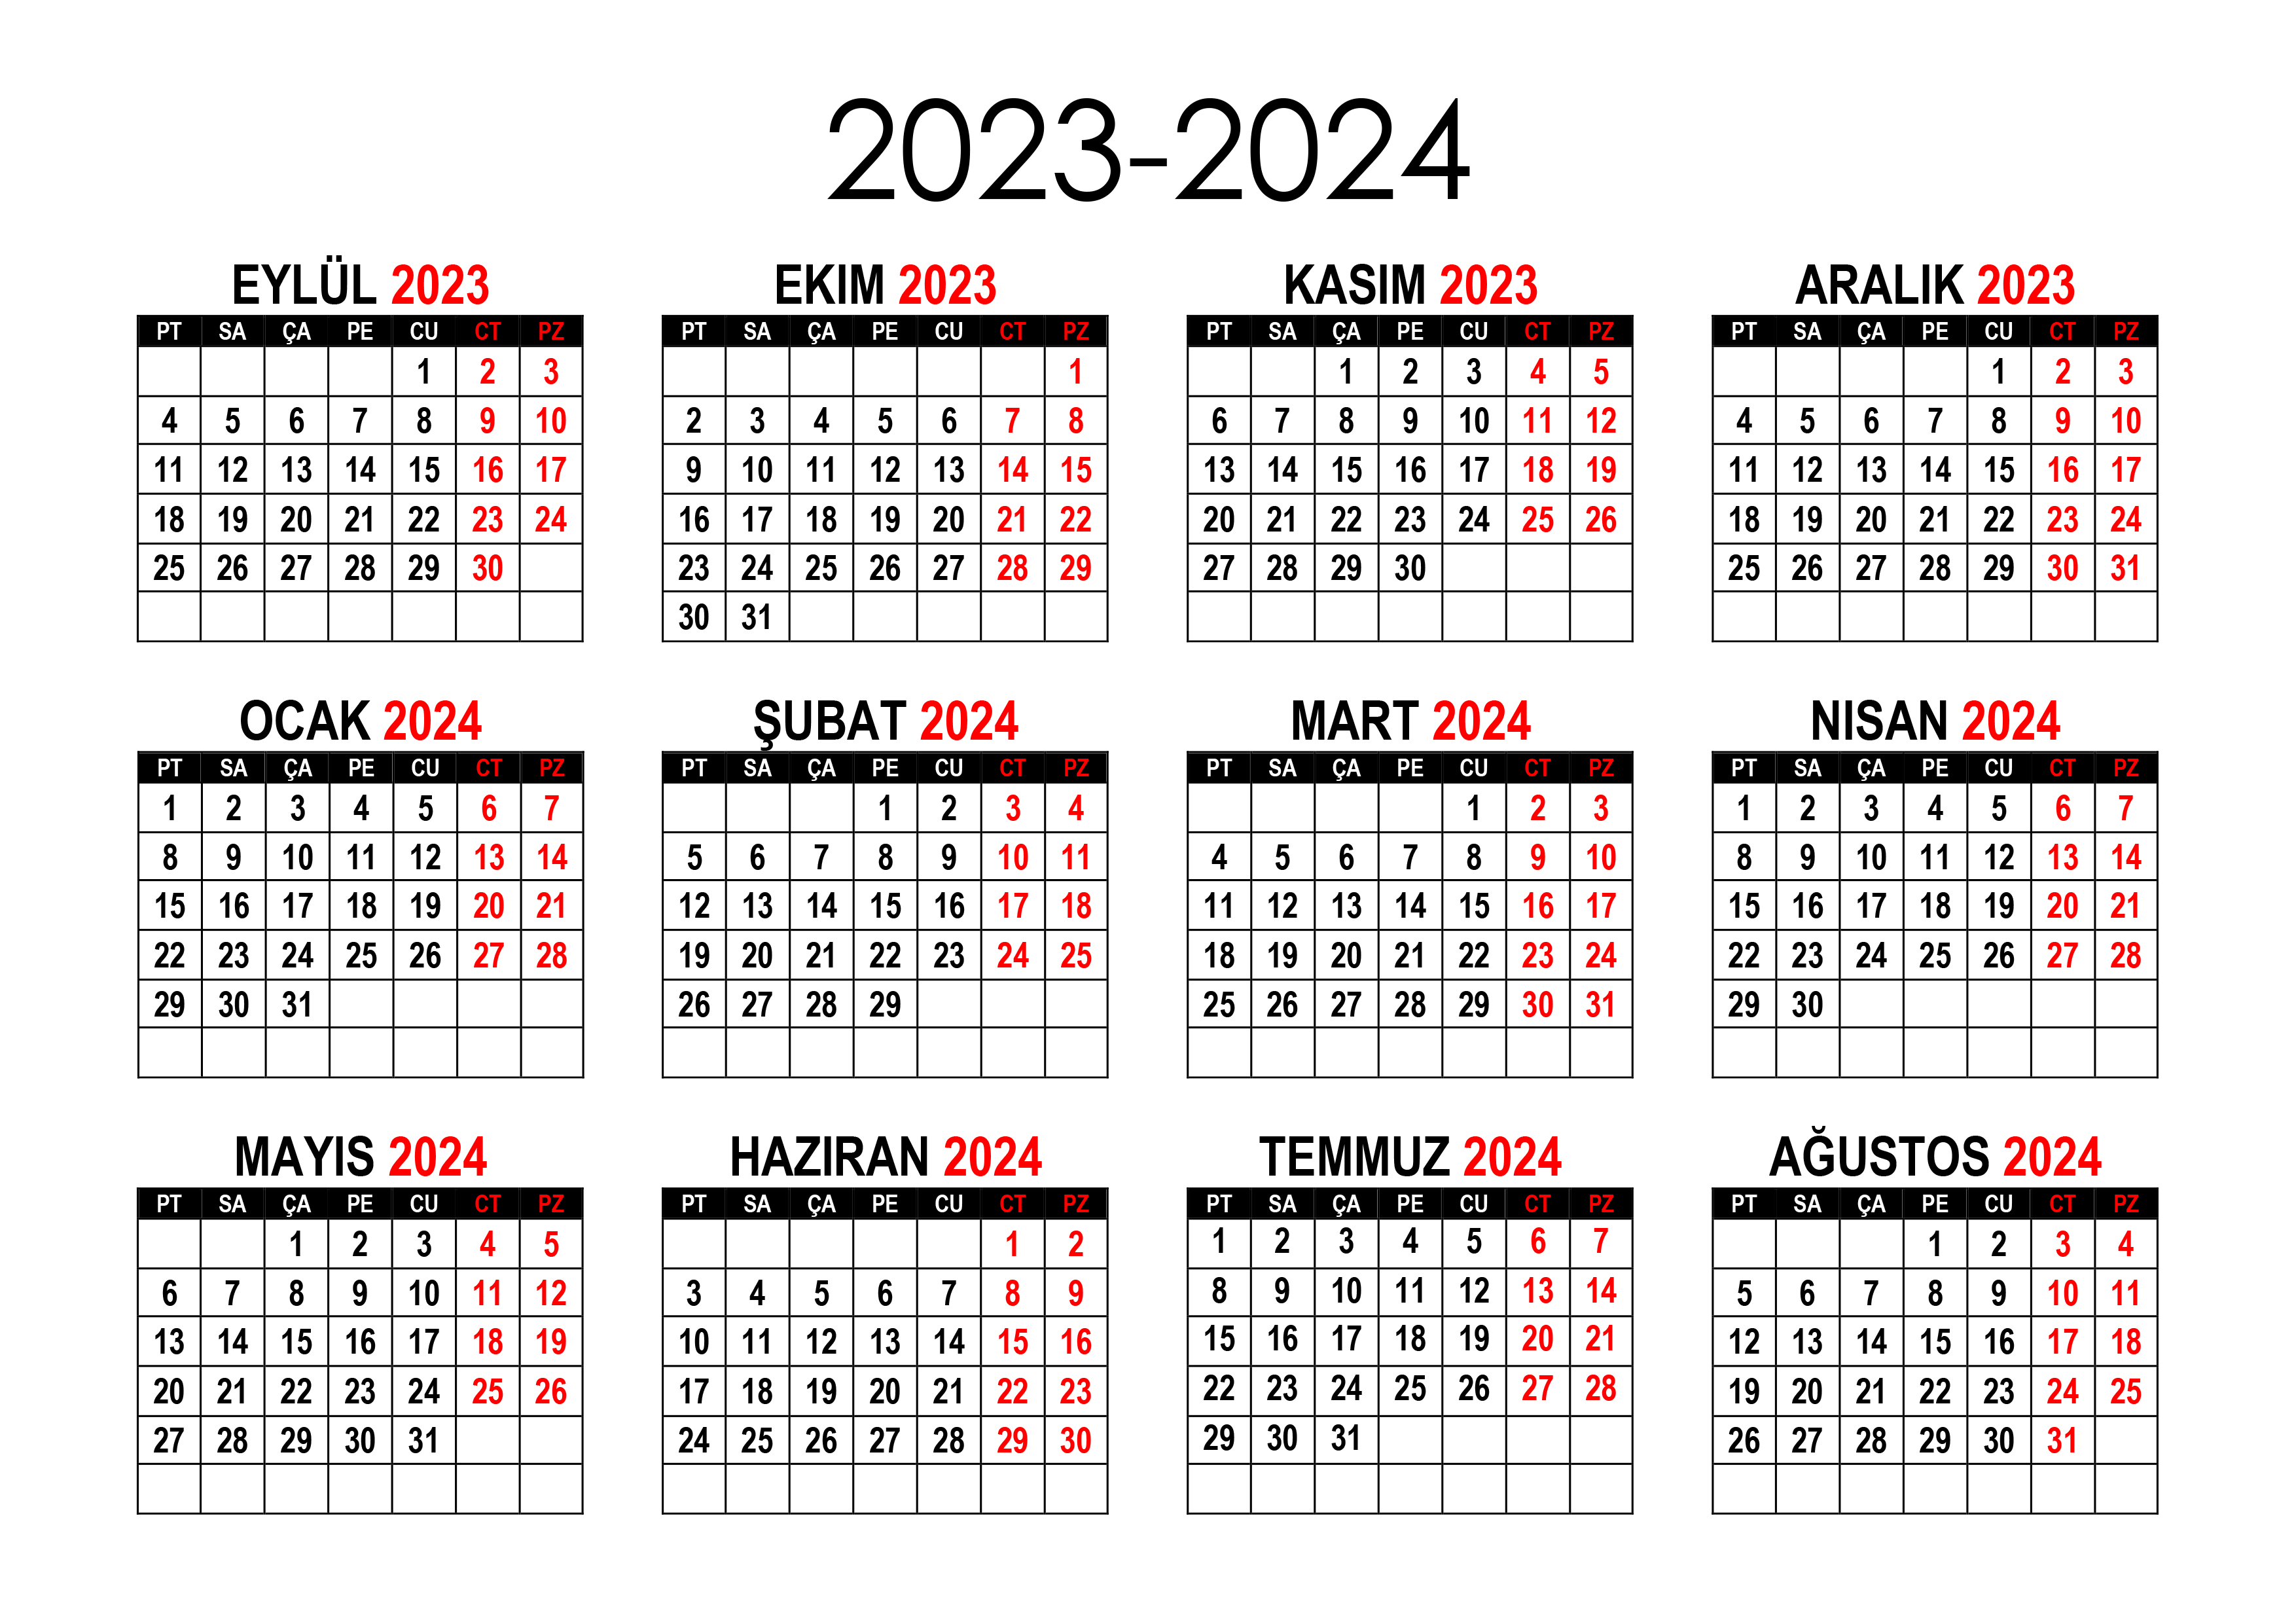 2023-2024
EYLÜL 2023
PT SA ÇA PE CU CT PZ
1 2 3
4 5 6 7 8 9 10
11 12 13 14 15 16 17
18 19 20 21 22 23 24
25 26 27 28 29 30
EKIM 2023
PT SA ÇA PE CU CT PZ
1
2 3 4 5 6 7 8
9 10 11 12 13 14 15
16 17 18 19 20 21 22
23 24 25 26 27 28 29
30 31
KASIM 2023
PT SA ÇA PE CU CT PZ
1 2 3 4 5
6 7 8 9 10 11 12
13 14 15 16 17 18 19
20 21 22 23 24 25 26
27 28 29 30
ARALIK 2023
PT SA ÇA PE CU CT PZ
1 2 3
4 5 6 7 8 9 10
11 12 13 14 15 16 17
18 19 20 21 22 23 24
25 26 27 28 29 30 31
OCAK 2024
PT SA ÇA PE CU CT PZ
1 2 3 4 5 6 7
8 9 10 11 12 13 14
15 16 17 18 19 20 21
22 23 24 25 26 27 28
29 30 31
ŞUBAT 2024
PT SA ÇA PE CU CT PZ
1 2 3 4
5 6 7 8 9 10 11
12 13 14 15 16 17 18
19 20 21 22 23 24 25
26 27 28 29
MART 2024
PT SA ÇA PE CU CT PZ
1 2 3
4 5 6 7 8 9 10
11 12 13 14 15 16 17
18 19 20 21 22 23 24
25 26 27 28 29 30 31
NISAN 2024
PT SA ÇA PE CU CT PZ
1 2 3 4 5 6 7
8 9 10 11 12 13 14
15 16 17 18 19 20 21
22 23 24 25 26 27 28
29 30
MAYIS 2024
PT SA ÇA PE CU CT PZ
1 2 3 4 5
6 7 8 9 10 11 12
13 14 15 16 17 18 19
20 21 22 23 24 25 26
27 28 29 30 31
HAZIRAN 2024
PT SA ÇA PE CU CT PZ
1 2
3 4 5 6 7 8 9
10 11 12 13 14 15 16
17 18 19 20 21 22 23
24 25 26 27 28 29 30
TEMMUZ 2024
PT SA ÇA PE CU CT PZ
1 2 3 4 5 6 7
8 9 10 11 12 13 14
15 16 17 18 19 20 21
22 23 24 25 26 27 28
29 30 31
AĞUSTOS 2024
PT SA ÇA PE CU CT PZ
1 2 3 4
5 6 7 8 9 10 11
12 13 14 15 16 17 18
19 20 21 22 23 24 25
26 27 28 29 30 31